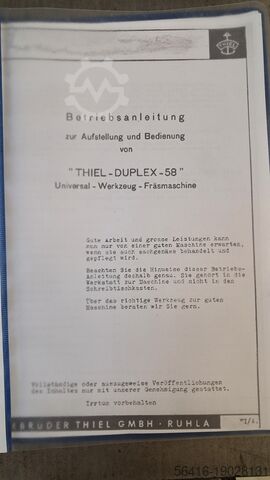 THIEL
Betriebsanleitung
zur Aufstellung und Bedienung
von
"THIEL-DUPLEX-58"
Universal-Werkzeug-Fräsmaschine
Gute Arbeit und grosse Leistungen kann
man nur von einer guten Maschine erwarten,
wenn sie auch sachgemäss behandelt und
gepflegt wird.
Beachten Sie die Hinweise dieser Betriebs-
Anleitung deshalb genau. Sie gehört in die
Werkstatt zur Maschine und nicht in den
Schreibtischkasten.
Über das richtige Werkzeug zur guten
Maschine beraten wir Sie gern.
Vollständige oder auszugsweise Veröffentlichungen
des Inhaltes nur mit unserer Genehmigung gestattet.
Irrtum vorbehalten
GEBRÜDER THIEL GMBH · RUHLA
56416-19028131